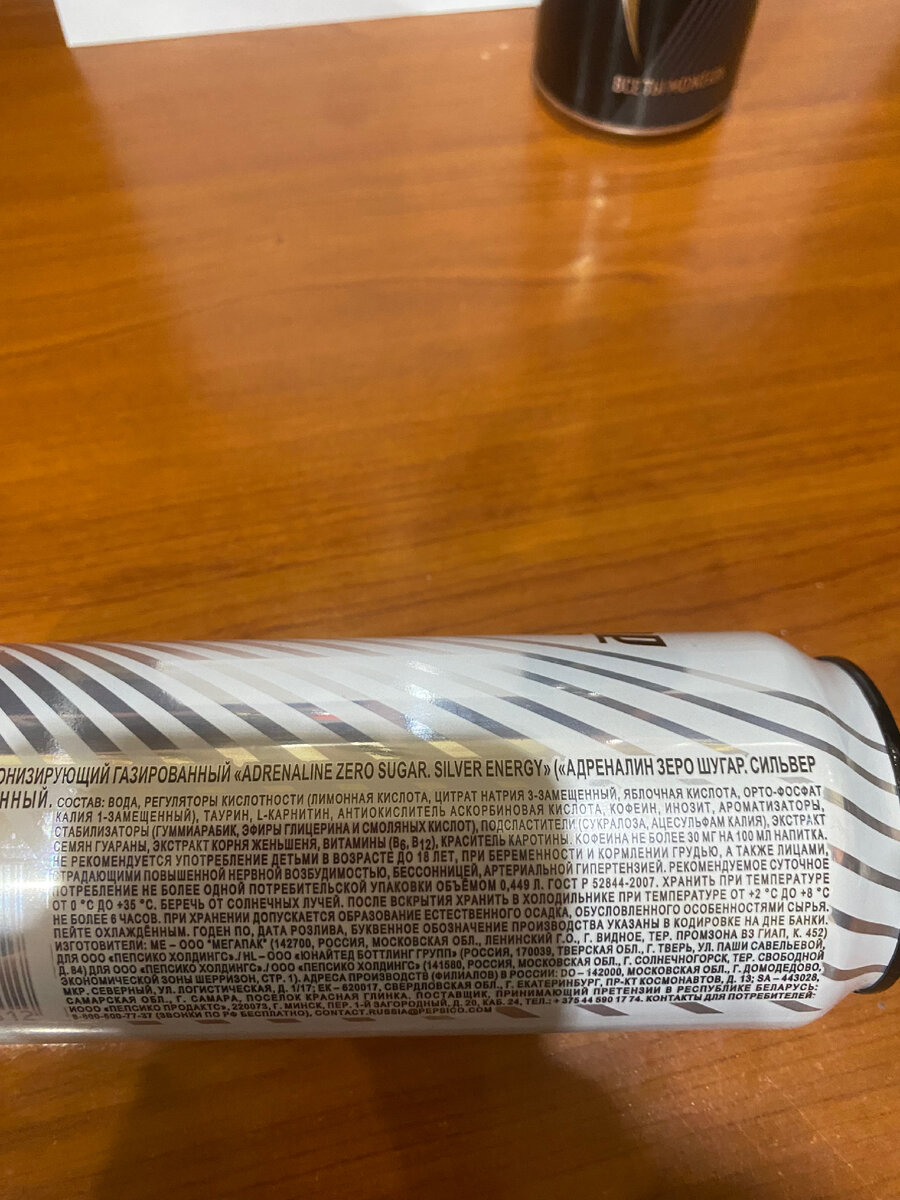 ВСЕ ТЫ МОЖЕШЬ
ОНИЗИРУЮЩИЙ ГАЗИРОВАННЫЙ «ADRENALINE ZERO SUGAR. SILVER ENERGY» («АДРЕНАЛИН ЗЕРО ШУГАР. СИЛЬВЕР
ННЫЙ. СОСТАВ: ВОДА, РЕГУЛЯТОРЫ КИСЛОТНОСТИ (ЛИМОННАЯ КИСЛОТА, ЦИТРАТ НАТРИЯ 3-ЗАМЕЩЕННЫЙ, ЯБЛОЧНАЯ КИСЛОТА, ОРТО-ФОСФАТ
КАЛИЯ 1-ЗАМЕЩЕННЫЙ), ТАУРИН, L-КАРНИТИН, АНТИОКИСЛИТЕЛЬ АСКОРБИНОВАЯ КИСЛОТА, КОФЕИН, ИНОЗИТ, АРОМАТИЗАТОРЫ,
СТАБИЛИЗАТОРЫ (ГУММИАРАБИК, ЭФИРЫ ГЛИЦЕРИНА И СМОЛЯНЫХ КИСЛОТ), ПОДСЛАСТИТЕЛИ (СУКРАЛОЗА, АЦЕСУЛЬФАМ КАЛИЯ), ЭКСТРАКТ
СЕМЯН ГУАРАНЫ, ЭКСТРАКТ КОРНЯ ЖЕНЬШЕНЯ, ВИТАМИНЫ (B6, B12), КРАСИТЕЛЬ КАРОТИНЫ. КОФЕИНА НЕ БОЛЕЕ 30 МГ НА 100 МЛ НАПИТКА.
НЕ РЕКОМЕНДУЕТСЯ УПОТРЕБЛЕНИЕ ДЕТЬМИ В ВОЗРАСТЕ ДО 18 ЛЕТ, ПРИ БЕРЕМЕННОСТИ И КОРМЛЕНИИ ГРУДЬЮ, А ТАКЖЕ ЛИЦАМИ,
СТРАДАЮЩИМИ ПОВЫШЕННОЙ НЕРВНОЙ ВОЗБУДИМОСТЬЮ, БЕССОННИЦЕЙ, АРТЕРИАЛЬНОЙ ГИПЕРТЕНЗИЕЙ. РЕКОМЕНДУЕМОЕ СУТОЧНОЕ
ПОТРЕБЛЕНИЕ НЕ БОЛЕЕ ОДНОЙ ПОТРЕБИТЕЛЬСКОЙ УПАКОВКИ ОБЪЁМОМ 0,449 Л. ГОСТ Р 52844-2007. ХРАНИТЬ ПРИ ТЕМПЕРАТУРЕ
ОТ 0 °С ДО +35 °С. БЕРЕЧЬ ОТ СОЛНЕЧНЫХ ЛУЧЕЙ. ПОСЛЕ ВСКРЫТИЯ ХРАНИТЬ В ХОЛОДИЛЬНИКЕ ПРИ ТЕМПЕРАТУРЕ ОТ +2 °С ДО +8 °С
НЕ БОЛЕЕ 6 ЧАСОВ. ПРИ ХРАНЕНИИ ДОПУСКАЕТСЯ ОБРАЗОВАНИЕ ЕСТЕСТВЕННОГО ОСАДКА, ОБУСЛОВЛЕННОГО ОСОБЕННОСТЯМИ СЫРЬЯ.
ПЕЙТЕ ОХЛАЖДЁННЫМ. ГОДЕН ПО, ДАТА РОЗЛИВА, БУКВЕННОЕ ОБОЗНАЧЕНИЕ ПРОИЗВОДСТВА УКАЗАНЫ В КОДИРОВКЕ НА ДНЕ БАНКИ.
ИЗГОТОВИТЕЛИ: МЕ – ООО "МЕГАПАК" (142700, РОССИЯ, МОСКОВСКАЯ ОБЛ., ЛЕНИНСКИЙ Г.О., Г. ВИДНОЕ, ТЕР. ПРОМЗОНА ВЗ ГИАП, К. 452)
ДЛЯ ООО «ПЕПСИКО ХОЛДИНГС»./ HL – ООО «ЮНАЙТЕД БОТТЛИНГ ГРУПП» (РОССИЯ, 170039, ТВЕРСКАЯ ОБЛ., Г. ТВЕРЬ, УЛ. ПАШИ САВЕЛЬЕВОЙ,
Д. 84) ДЛЯ ООО «ПЕПСИКО ХОЛДИНГС»./ ООО «ПЕПСИКО ХОЛДИНГС» (141580, РОССИЯ, МОСКОВСКАЯ ОБЛ., Г. СОЛНЕЧНОГОРСК, ТЕР. СВОБОДНОЙ
ЭКОНОМИЧЕСКОЙ ЗОНЫ ШЕРРИЗОН, СТР. 1). АДРЕСА ПРОИЗВОДСТВ (ФИЛИАЛОВ) В РОССИИ: DO – 142000, МОСКОВСКАЯ ОБЛ., Г. ДОМОДЕДОВО,
МКР. СЕВЕРНЫЙ, УЛ. ЛОГИСТИЧЕСКАЯ, Д. 1/17; EK – 620017, СВЕРДЛОВСКАЯ ОБЛ., Г. ЕКАТЕРИНБУРГ, ПР-КТ КОСМОНАВТОВ, Д. 13; SA – 443028,
САМАРСКАЯ ОБЛ., Г. САМАРА, ПОСЁЛОК КРАСНАЯ ГЛИНКА. ПОСТАВЩИК, ПРИНИМАЮЩИЙ ПРЕТЕНЗИИ В РЕСПУБЛИКЕ БЕЛАРУСЬ:
ИООО «ПЕПСИКО ПРОДАКТС», 220073, Г. МИНСК, ПЕР. 1-Й ЗАГОРОДНЫЙ, Д. 20, КАБ. 24, ТЕЛ.: + 375 44 590 17 74. КОНТАКТЫ ДЛЯ ПОТРЕБИТЕЛЕЙ:
(ЗВОНКИ ПО РФ БЕСПЛАТНО), CONTACT.RUSSIA@PEPSICO.COM